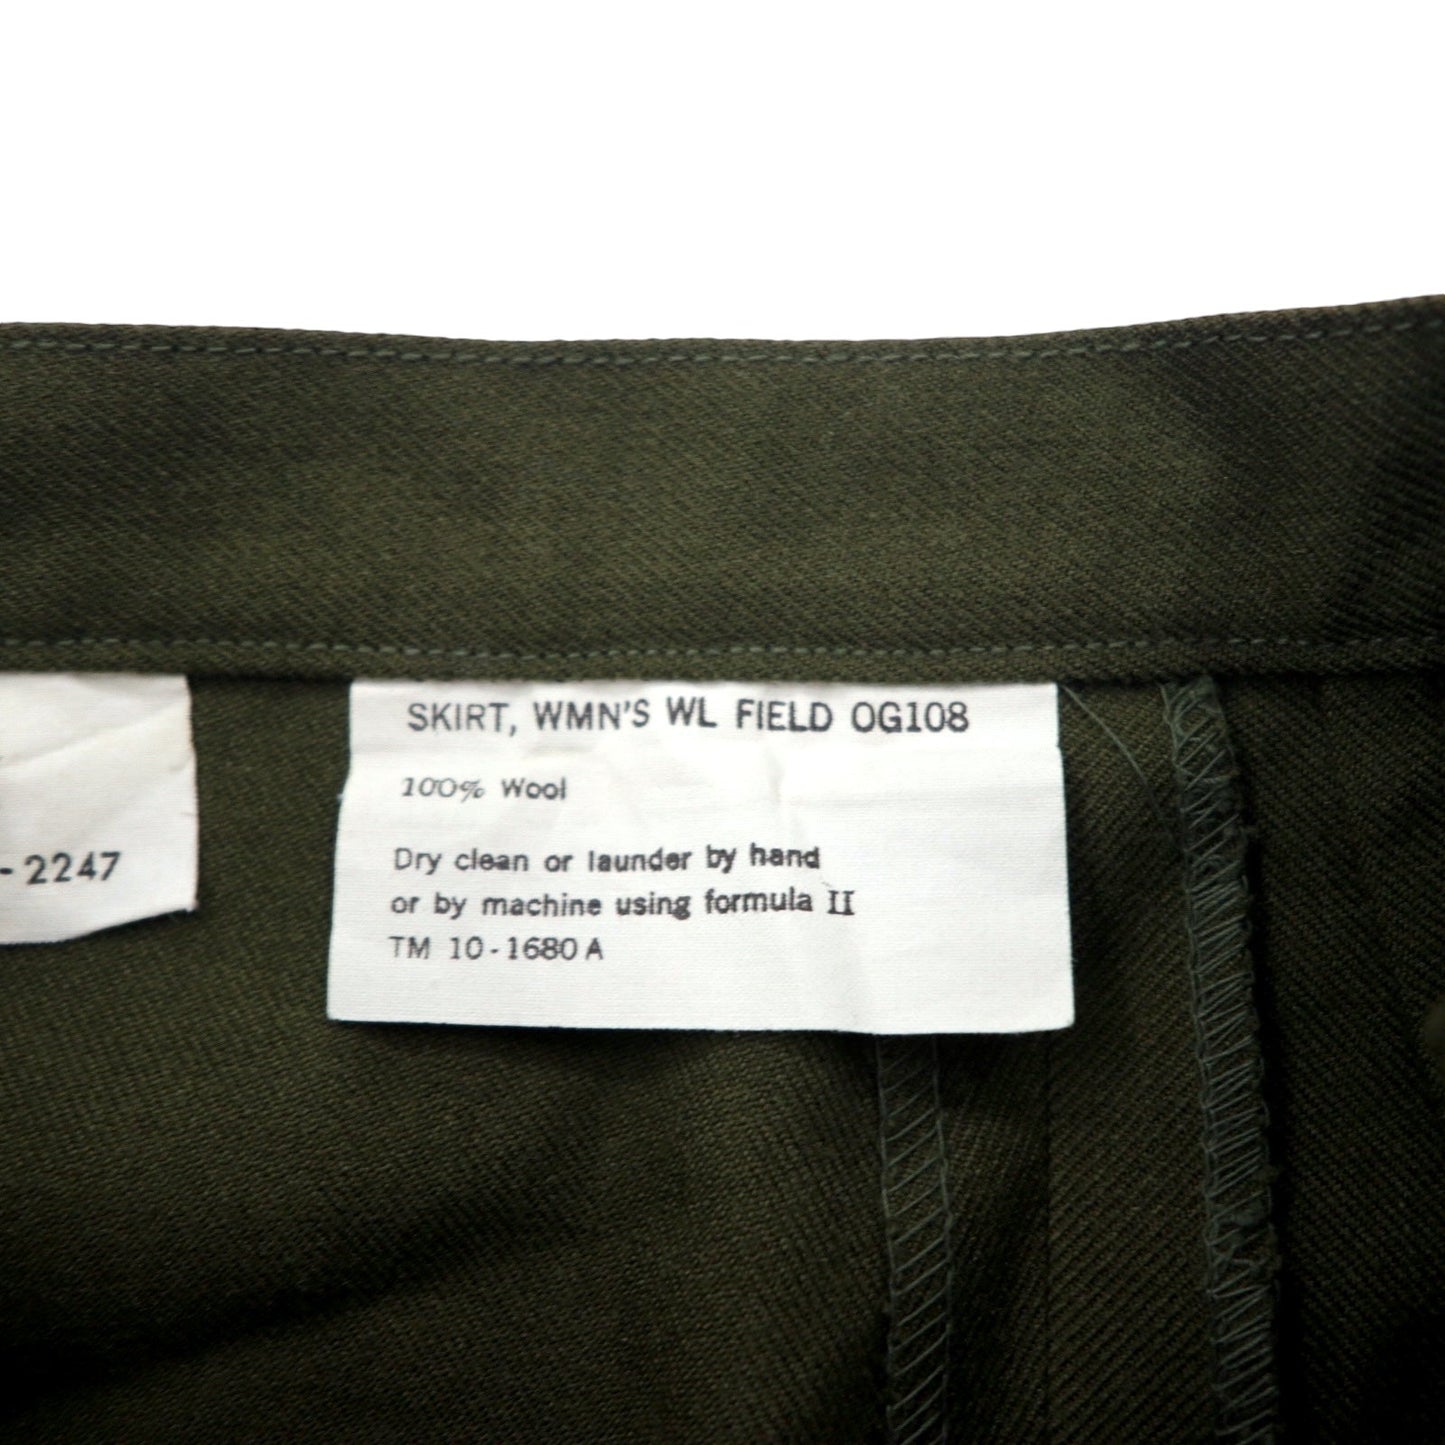 SKIRT, WMN'S WL FIELD OG108
100% Wool
Dry clean or launder by hand
or by machine using formula II
TM 10-1680A
-2247